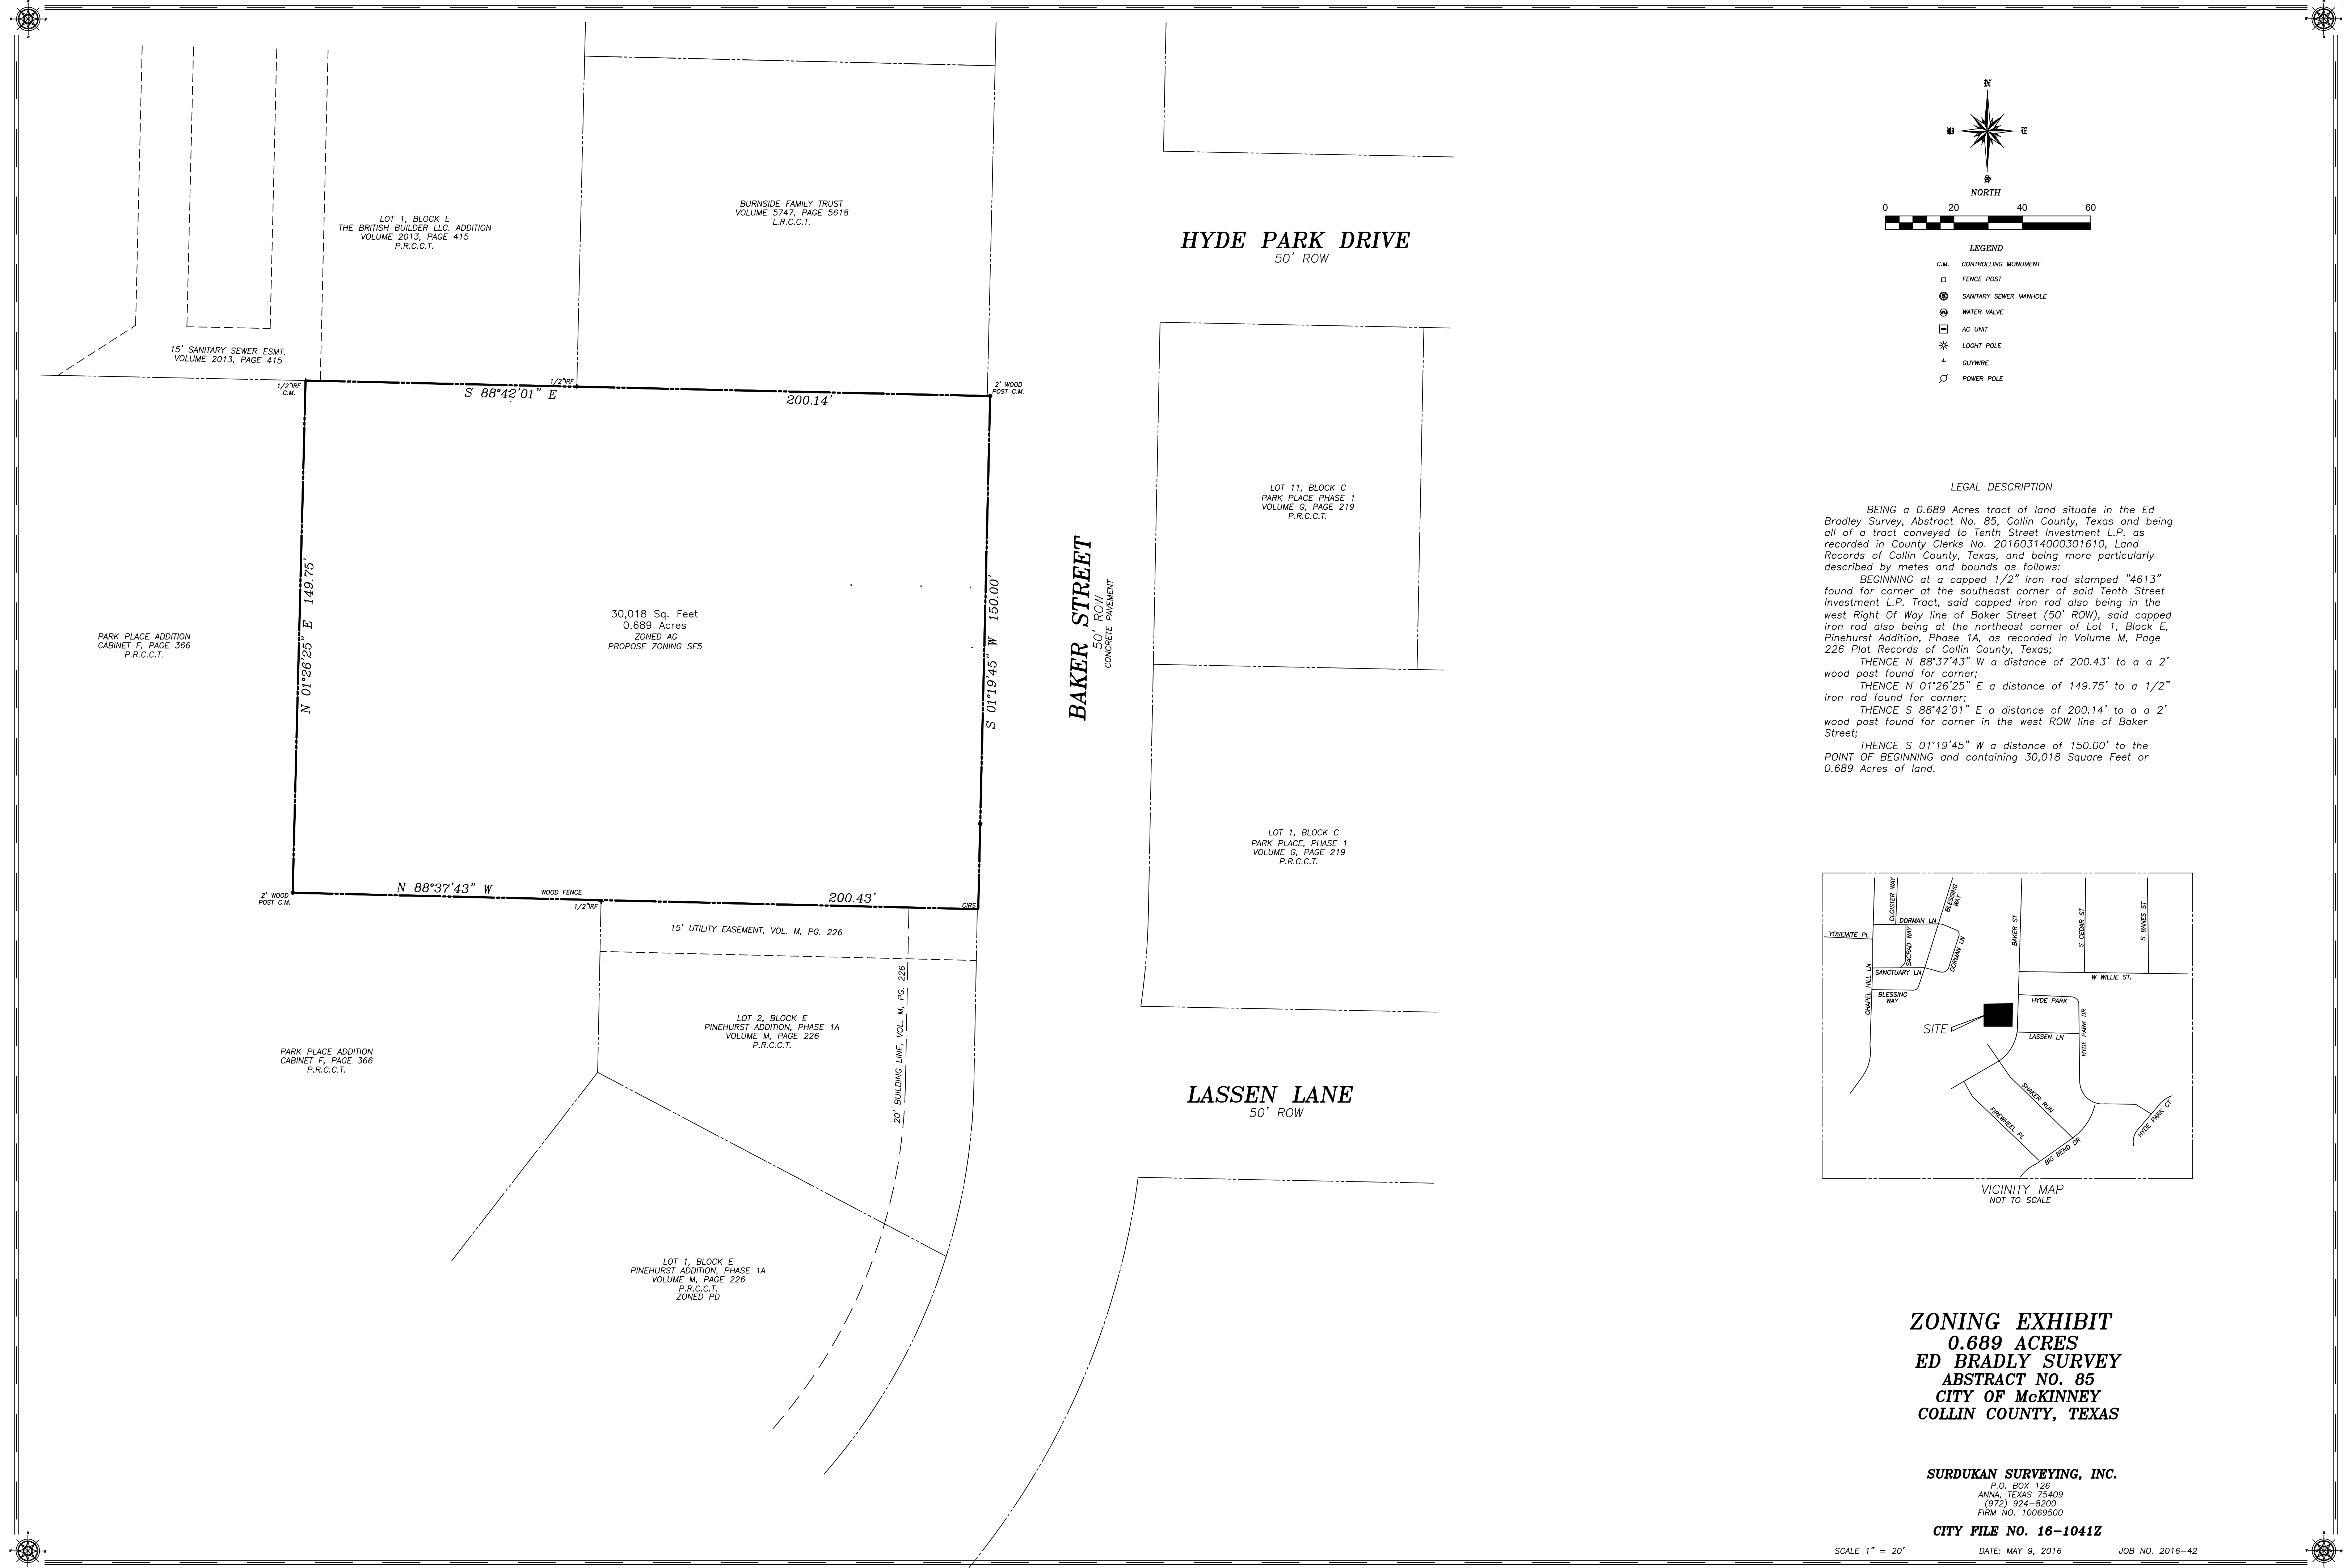 LOT 1, BLOCK L
THE BRITISH BUILDER LLC. ADDITION
VOLUME 2013, PAGE 415
P.R.C.C.T.
BURNSIDE FAMILY TRUST
VOLUME 5747, PAGE 5618
L.R.C.C.T.
HYDE PARK DRIVE
50' ROW
15' SANITARY SEWER ESMT.
VOLUME 2013, PAGE 415
1/2"IRF
C.M.
1/2"IRF
2' WOOD
POST C.M.
S 88°42'01" E
200.14'
LOT 11, BLOCK C
PARK PLACE PHASE 1
VOLUME G, PAGE 219
P.R.C.C.T.
N 01°26'25" E 149.75'
30,018 Sq. Feet
0.689 Acres
ZONED AG
PROPOSE ZONING SF5
S 01°19'45" W 150.00'
BAKER STREET
50' ROW
CONCRETE PAVEMENT
PARK PLACE ADDITION
CABINET F, PAGE 366
P.R.C.C.T.
LOT 1, BLOCK C
PARK PLACE, PHASE 1
VOLUME G, PAGE 219
P.R.C.C.T.
2' WOOD
POST C.M.
N 88°37'43" W
WOOD FENCE
1/2"IRF
200.43'
CIRS
15' UTILITY EASEMENT, VOL. M, PG. 226
20' BUILDING LINE, VOL. M, PG. 226
LOT 2, BLOCK E
PINEHURST ADDITION, PHASE 1A
VOLUME M, PAGE 226
P.R.C.C.T.
PARK PLACE ADDITION
CABINET F, PAGE 366
P.R.C.C.T.
LASSEN LANE
50' ROW
LOT 1, BLOCK E
PINEHURST ADDITION, PHASE 1A
VOLUME M, PAGE 226
P.R.C.C.T.
ZONED PD
N
W
E
S
NORTH
0 20 40 60
LEGEND
C.M. CONTROLLING MONUMENT
FENCE POST
S SANITARY SEWER MANHOLE
WV WATER VALVE
AC UNIT
LOGHT POLE
GUYWIRE
POWER POLE
LEGAL DESCRIPTION
BEING a 0.689 Acres tract of land situate in the Ed
Bradley Survey, Abstract No. 85, Collin County, Texas and being
all of a tract conveyed to Tenth Street Investment L.P. as
recorded in County Clerks No. 20160314000301610, Land
Records of Collin County, Texas, and being more particularly
described by metes and bounds as follows:
BEGINNING at a capped 1/2" iron rod stamped "4613"
found for corner at the southeast corner of said Tenth Street
Investment L.P. Tract, said capped iron rod also being in the
west Right Of Way line of Baker Street (50' ROW), said capped
iron rod also being at the northeast corner of Lot 1, Block E,
Pinehurst Addition, Phase 1A, as recorded in Volume M, Page
226 Plat Records of Collin County, Texas;
THENCE N 88°37'43" W a distance of 200.43' to a a 2'
wood post found for corner;
THENCE N 01°26'25" E a distance of 149.75' to a 1/2"
iron rod found for corner;
THENCE S 88°42'01" E a distance of 200.14' to a a 2'
wood post found for corner in the west ROW line of Baker
Street;
THENCE S 01°19'45" W a distance of 150.00' to the
POINT OF BEGINNING and containing 30,018 Square Feet or
0.689 Acres of land.
CLOISTER WAY
BLESSING
WAY
DORMAN LN
YOSEMITE PL
SACRAD WAY
DORMAN LN
SANCTUARY LN
CHAPEL HILL LN
BLESSING
WAY
BAKER ST
S CEDAR ST
S BANES ST
W WILLIE ST.
HYDE PARK
SITE
LASSEN LN
HYDE PARK DR
SHAKER RUN
FIREWHEEL PL
BIG BEND DR
HYDE PARK CT
VICINITY MAP
NOT TO SCALE
ZONING EXHIBIT
0.689 ACRES
ED BRADLY SURVEY
ABSTRACT NO. 85
CITY OF McKINNEY
COLLIN COUNTY, TEXAS
SURDUKAN SURVEYING, INC.
P.O. BOX 126
ANNA, TEXAS 75409
(972) 924-8200
FIRM NO. 10069500
CITY FILE NO. 16-1041Z
SCALE 1" = 20' DATE: MAY 9, 2016 JOB NO. 2016-42